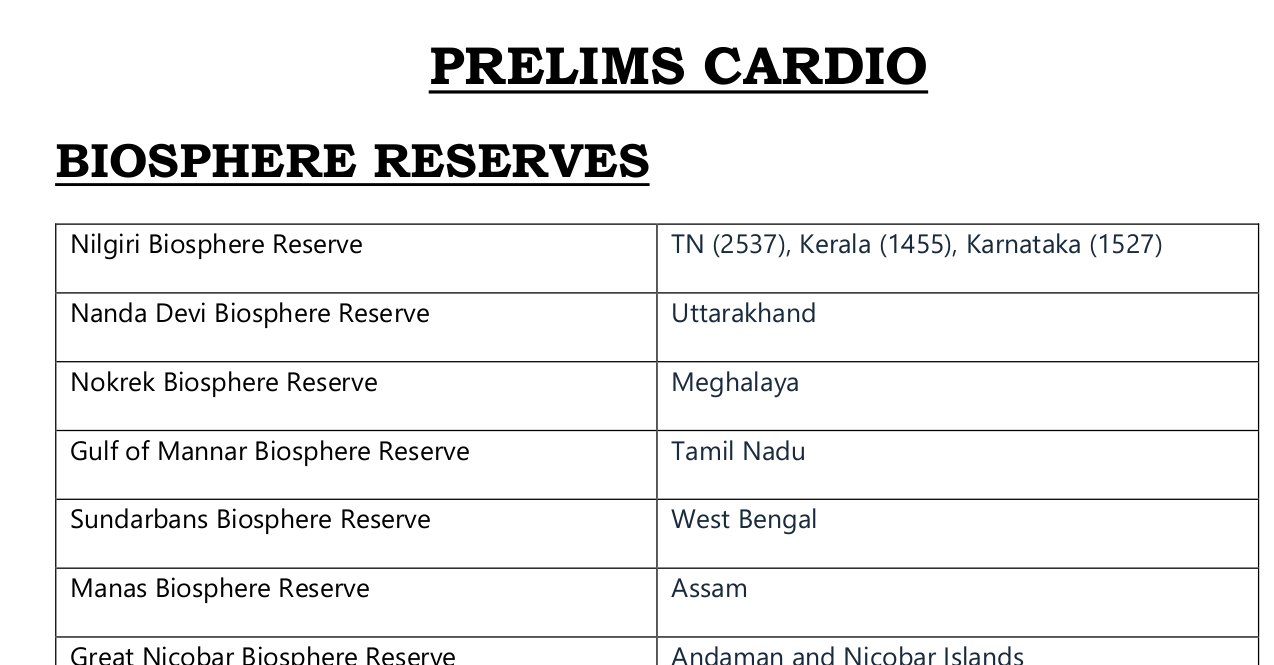 PRELIMS CARDIO
BIOSPHERE RESERVES
Nilgiri Biosphere Reserve TN (2537), Kerala (1455), Karnataka (1527)
Nanda Devi Biosphere Reserve Uttarakhand
Nokrek Biosphere Reserve Meghalaya
Gulf of Mannar Biosphere Reserve Tamil Nadu
Sundarbans Biosphere Reserve West Bengal
Manas Biosphere Reserve Assam
Great Nicobar Biosphere Reserve Andaman and Nicobar Islands